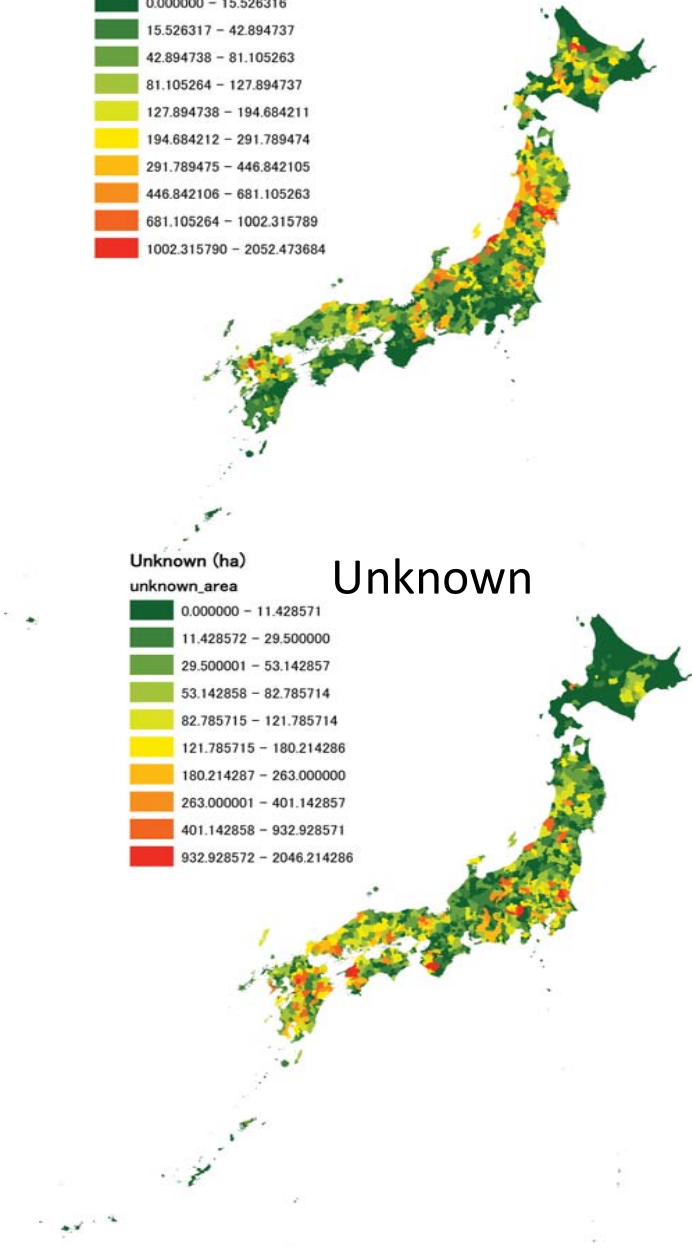 0.000000 - 15.526316
15.526317 - 42.894737
42.894738 - 81.105263
81.105264 - 127.894737
127.894738 - 194.684211
194.684212 - 291.789474
291.789475 - 446.842105
446.842106 - 681.105263
681.105264 - 1002.315789
1002.315790 - 2052.473684
Unknown (ha)
Unknown
unknown_area
0.000000 - 11.428571
11.428572 - 29.500000
29.500001 - 53.142857
53.142858 - 82.785714
82.785715 - 121.785714
121.785715 - 180.214286
180.214287 - 263.000000
263.000001 - 401.142857
401.142858 - 932.928571
932.928572 - 2046.214286